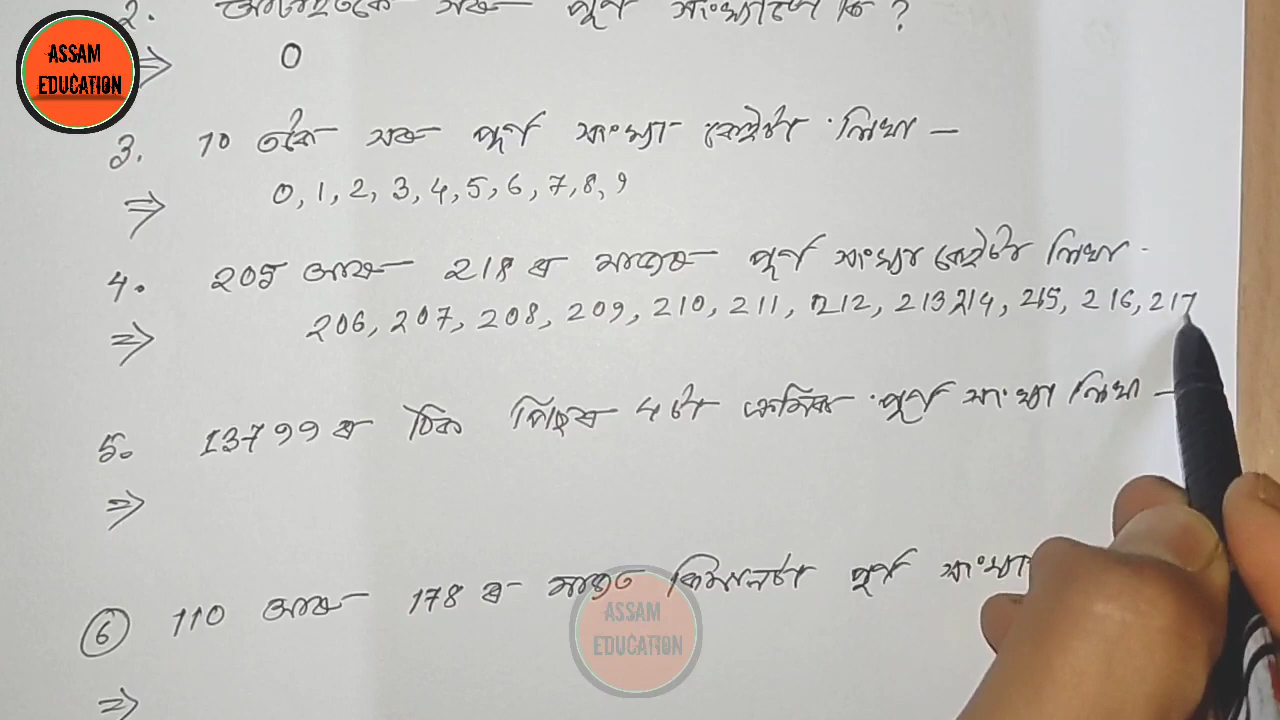 ASSAM
EDUCATION
2. আটাইতকৈ সৰু পূৰ্ণ সংখ্যাটো কি ?
⇒ 0
3. 10 তকৈ সৰু পূৰ্ণ সংখ্যা কেইটা লিখা –
⇒ 0, 1, 2, 3, 4, 5, 6, 7, 8, 9
4. 205 আৰু 218 ৰ মাজৰ পূৰ্ণ সংখ্যা কেইটা লিখা -
⇒ 206, 207, 208, 209, 210, 211, 212, 213 214, 215, 216, 217
5. 13799 ৰ ঠিক পিছৰ 4 টা ক্ৰমিক পূৰ্ণ সংখ্যা লিখা –
⇒
6 110 আৰু 178 ৰ মাজত কিমানটা পূৰ্ণ সংখ্যা
⇒
ASSAM
EDUCATION